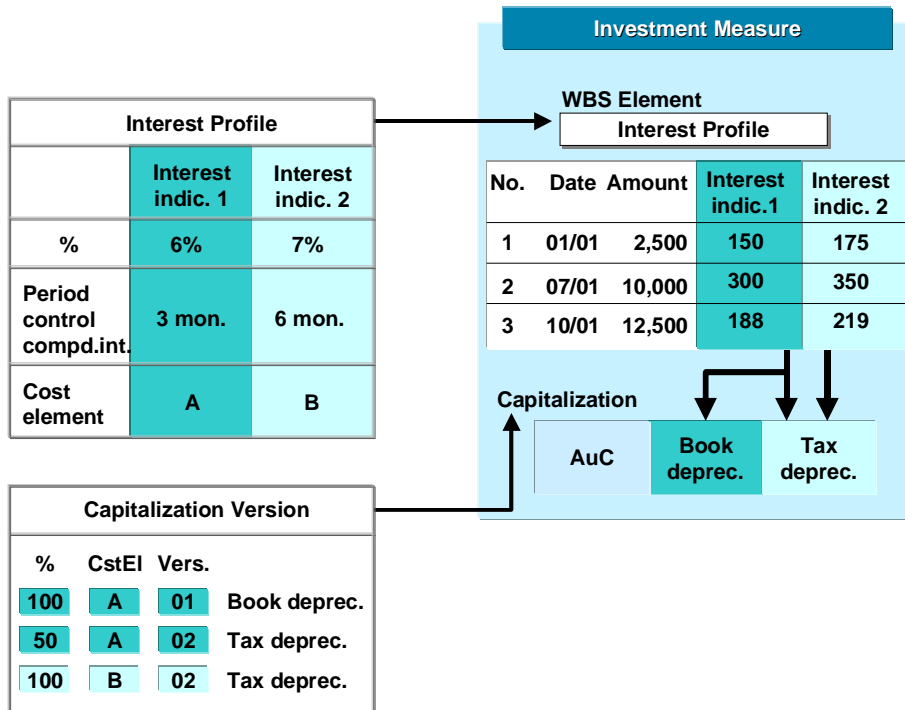 Investment Measure
WBS Element
Interest Profile
No. Date Amount Interest indic.1 Interest indic. 2
1 01/01 2,500 150 175
2 07/01 10,000 300 350
3 10/01 12,500 188 219
Capitalization
AuC Book deprec. Tax deprec.
Interest Profile
Interest indic. 1 Interest indic. 2
% 6% 7%
Period control compd.int. 3 mon. 6 mon.
Cost element A B
Capitalization Version
% CstEl Vers.
100 A 01 Book deprec.
50 A 02 Tax deprec.
100 B 02 Tax deprec.